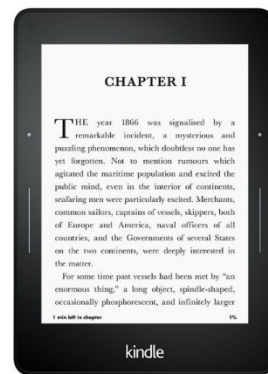 CHAPTER I
THE year 1866 was signalised by a
remarkable incident, a mysterious and
puzzling phenomenon, which doubtless no one has
yet forgotten. Not to mention rumours which
agitated the maritime population and excited the
public mind, even in the interior of continents,
seafaring men were particularly excited. Merchants,
common sailors, captains of vessels, skippers, both
of Europe and America, naval officers of all
countries, and the Governments of several States
on the two continents, were deeply interested in
the matter.
For some time past vessels had been met by "an
enormous thing," a long object, spindle-shaped,
occasionally phosphorescent, and infinitely larger
1 min left in chapter 1%
kindle